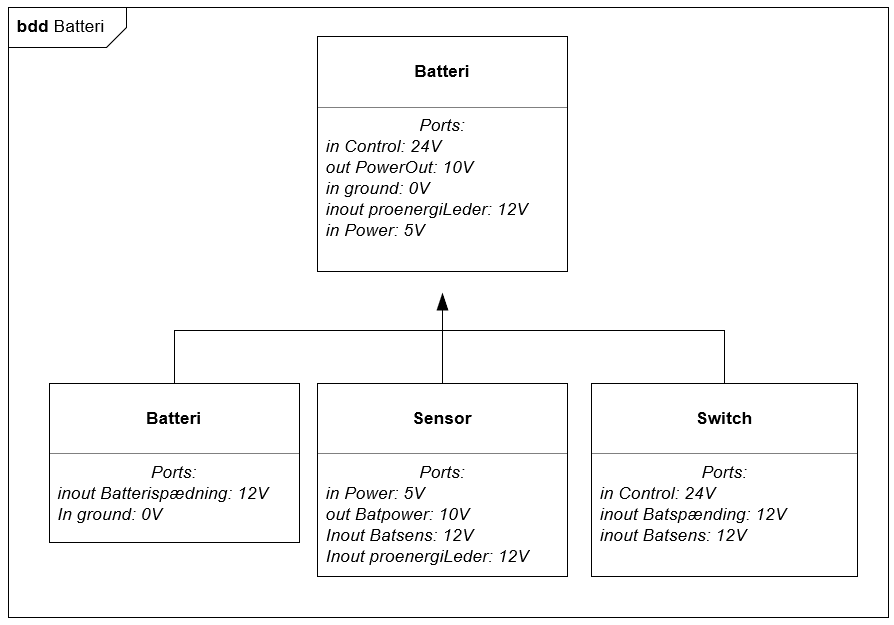 bdd Batteri
Batteri
Ports:
in Control: 24V
out PowerOut: 10V
in ground: 0V
inout proenergiLeder: 12V
in Power: 5V
Batteri
Ports:
inout Batterispædning: 12V
In ground: 0V
Sensor
Ports:
in Power: 5V
out Batpower: 10V
Inout Batsens: 12V
Inout proenergiLeder: 12V
Switch
Ports:
in Control: 24V
inout Batspænding: 12V
inout Batsens: 12V